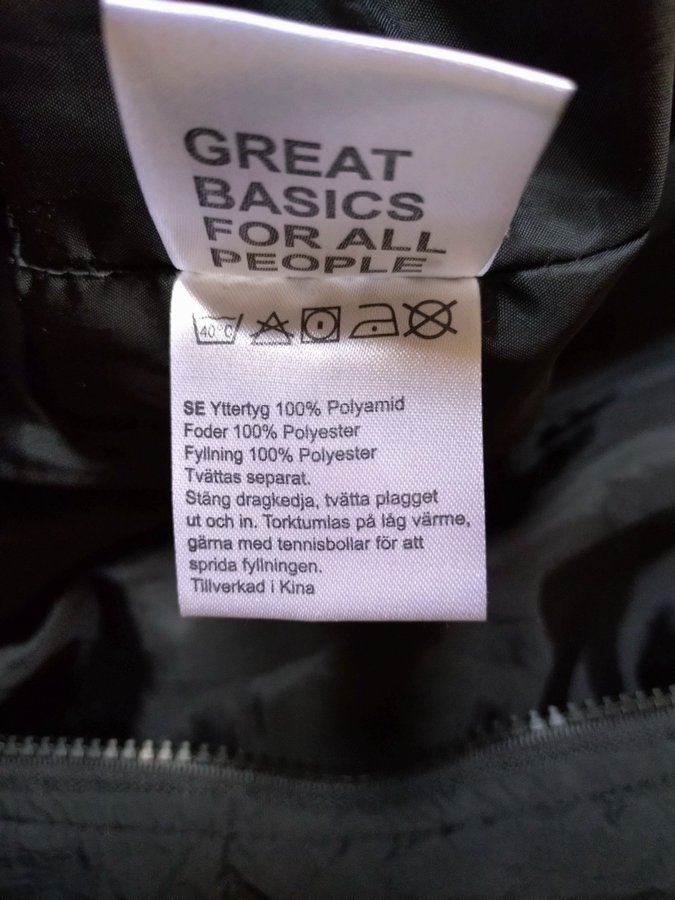 GREAT
BASICS
FOR ALL
PEOPLE
40°C
SE Yttertyg 100% Polyamid
Foder 100% Polyester
Fyllning 100% Polyester
Tvättas separat.
Stäng dragkedja, tvätta plagget
ut och in. Torktumlas på låg värme,
gärna med tennisbollar för att
sprida fyllningen.
Tillverkad i Kina